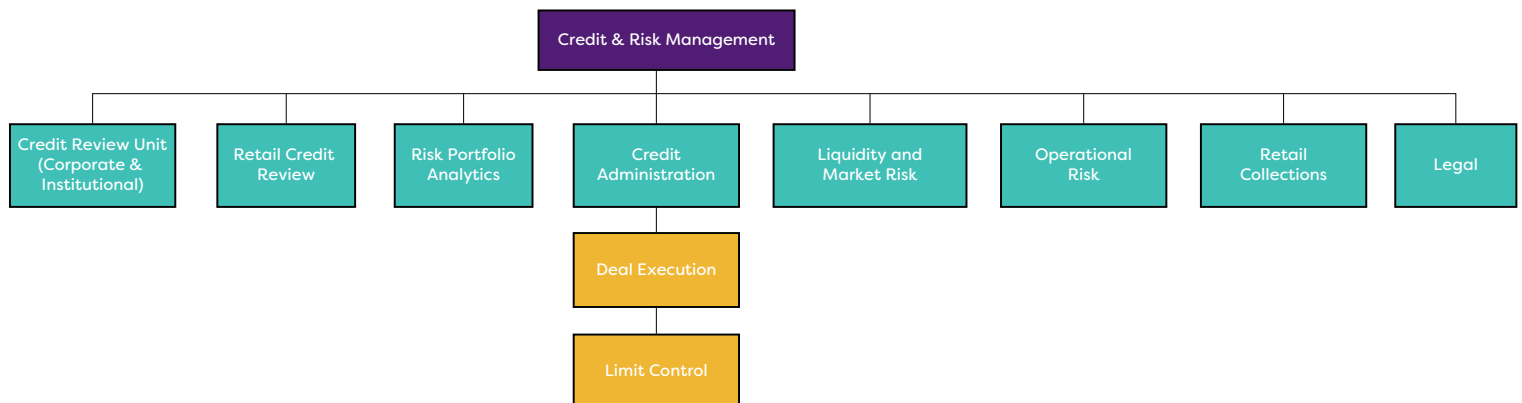 Credit & Risk Management
Credit Review Unit
(Corporate &
Institutional)
Retail Credit
Review
Risk Portfolio
Analytics
Credit
Administration
Liquidity and
Market Risk
Operational
Risk
Retail
Collections
Legal
Deal Execution
Limit Control